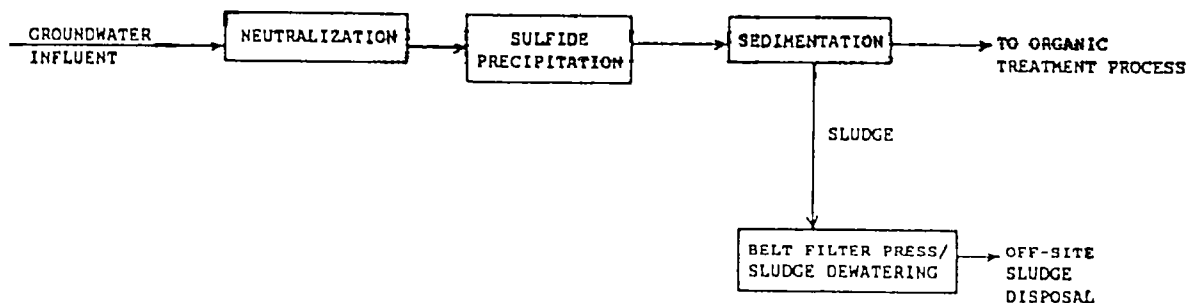 GROUNDWATER
INFLUENT
NEUTRALIZATION
SULFIDE
PRECIPITATION
SEDIMENTATION
TO ORGANIC
TREATMENT PROCESS
SLUDGE
BELT FILTER PRESS/
SLUDGE DEWATERING
OFF-SITE
SLUDGE
DISPOSAL